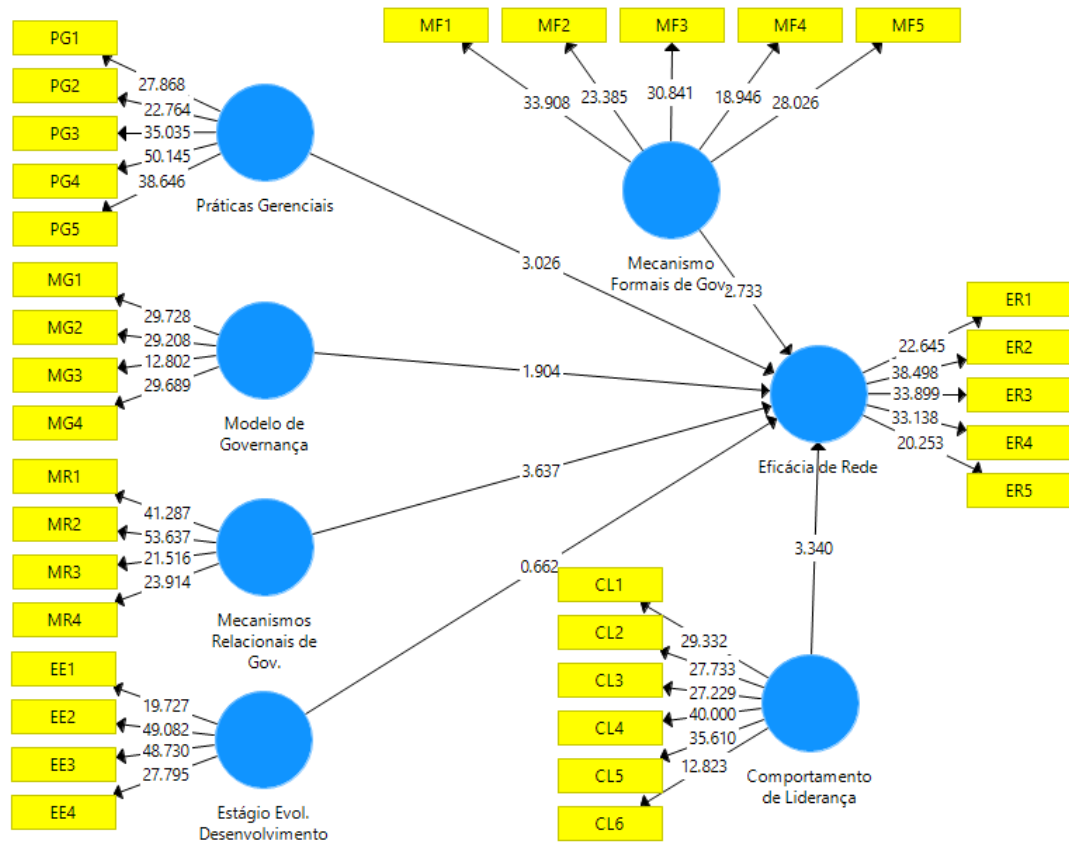 PG1
PG2
PG3
PG4
PG5
27.868
22.764
35.035
50.145
38.646
Práticas Gerenciais
MF1
MF2
MF3
MF4
MF5
33.908
23.385
30.841
18.946
28.026
Mecanismo
Formais de Gov.
3.026
2.733
MG1
MG2
MG3
MG4
29.728
29.208
12.802
29.689
Modelo de
Governança
1.904
ER1
ER2
ER3
ER4
ER5
22.645
38.498
33.899
33.138
20.253
Eficácia de Rede
MR1
MR2
MR3
MR4
41.287
53.637
21.516
23.914
Mecanismos
Relacionais de
Gov.
3.637
0.662
3.340
EE1
EE2
EE3
EE4
19.727
49.082
48.730
27.795
Estágio Evol.
Desenvolvimento
CL1
CL2
CL3
CL4
CL5
CL6
29.332
27.733
27.229
40.000
35.610
12.823
Comportamento
de Liderança